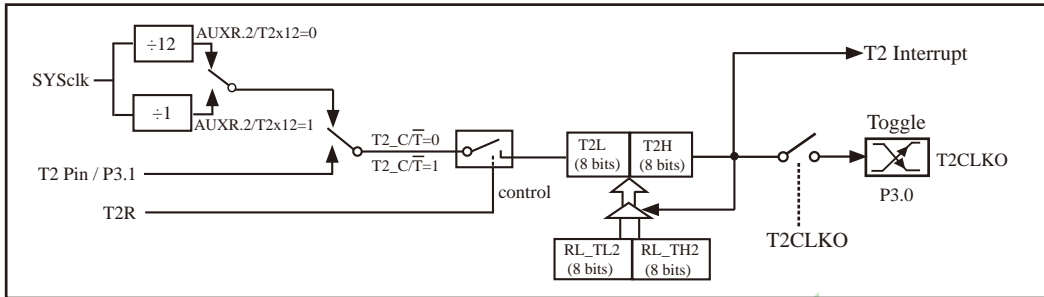 SYSclk
÷12
AUXR.2/T2x12=0
÷1
AUXR.2/T2x12=1
T2 Pin / P3.1
T2R
T2_C/T̅=0
T2_C/T̅=1
control
T2L
(8 bits)
T2H
(8 bits)
RL_TL2
(8 bits)
RL_TH2
(8 bits)
T2 Interrupt
Toggle
T2CLKO
P3.0
T2CLKO